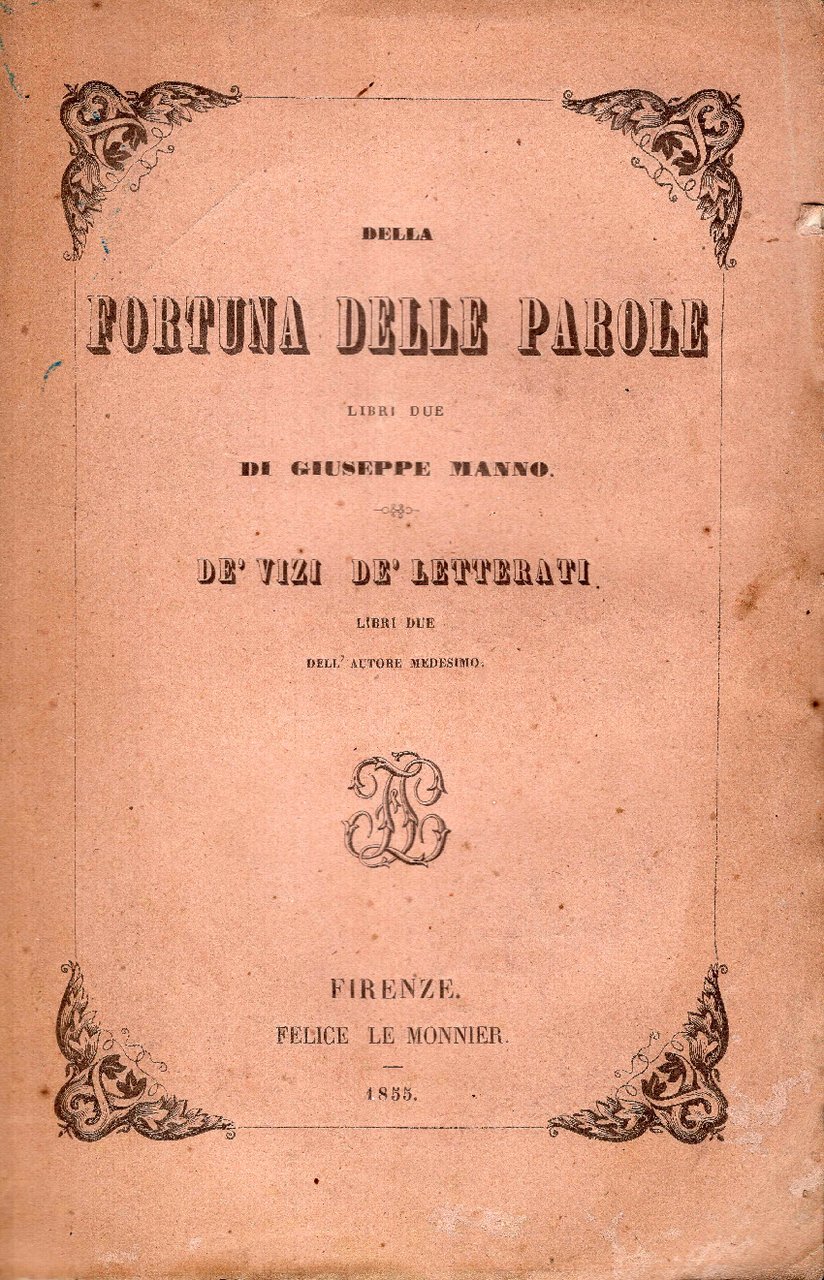 DELLA
FORTUNA DELLE PAROLE
LIBRI DUE
DI GIUSEPPE MANNO.
DE' VIZI DE' LETTERATI
LIBRI DUE
DELL' AUTORE MEDESIMO.
FIRENZE.
FELICE LE MONNIER.
1855.